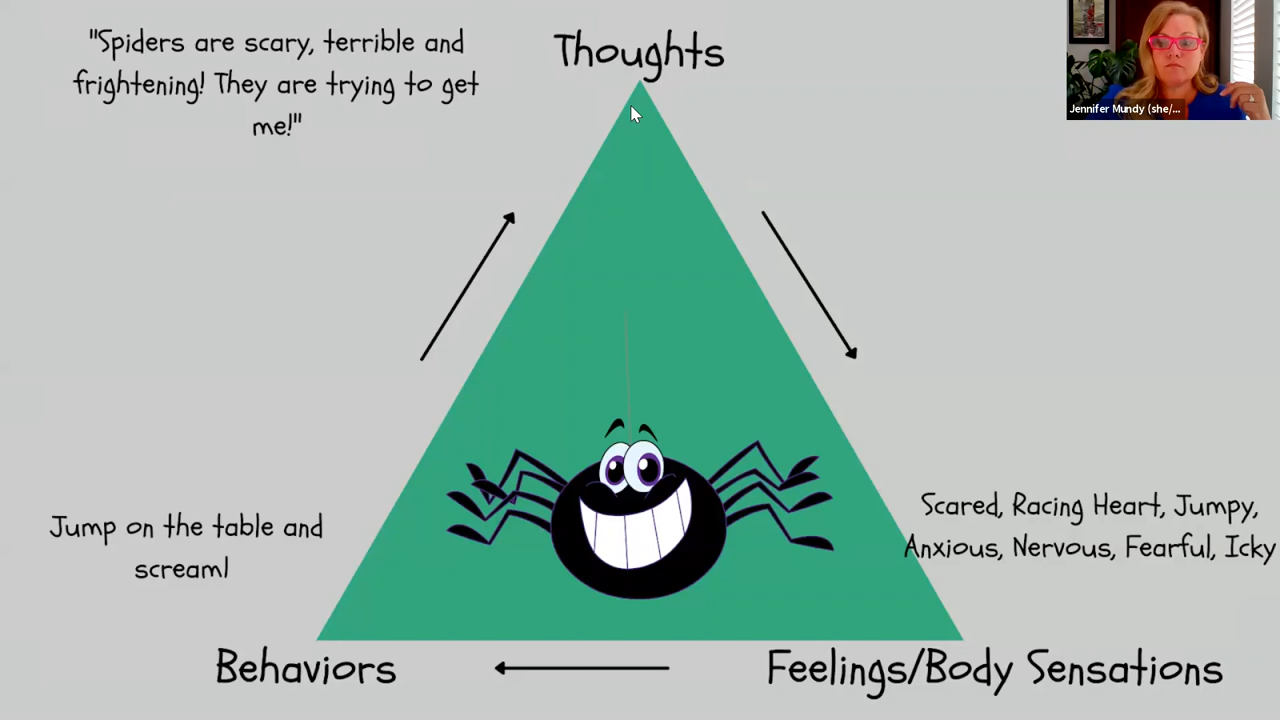 "Spiders are scary, terrible and
frightening! They are trying to get
me!"
Thoughts
Jennifer Mundy (she/...
Jump on the table and
scream!
Scared, Racing Heart, Jumpy,
Anxious, Nervous, Fearful, Icky
Behaviors
Feelings/Body Sensations